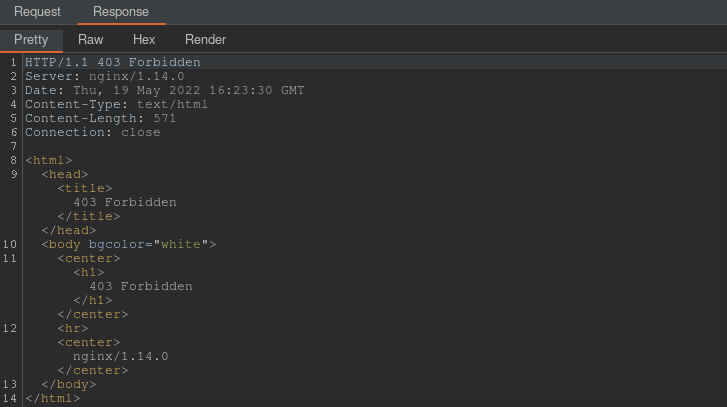 Request Response
Pretty Raw Hex Render
1 HTTP/1.1 403 Forbidden
2 Server: nginx/1.14.0
3 Date: Thu, 19 May 2022 16:23:30 GMT
4 Content-Type: text/html
5 Content-Length: 571
6 Connection: close
7
8 <html>
9 <head>
<title>
403 Forbidden
</title>
</head>
10 <body bgcolor="white">
11 <center>
<h1>
403 Forbidden
</h1>
</center>
12 <hr>
<center>
nginx/1.14.0
</center>
13 </body>
14 </html>